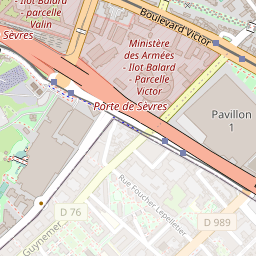 - Ilot Balard
- parcelle
Valin
Sèvres
Boulevard Victor
Ministère
des Armées
- Ilot Balard
- Parcelle
Victor
Porte de Sèvres
Pavillon
1
Rue Foucher Lepelletier
D 76
D 989
Guynemer